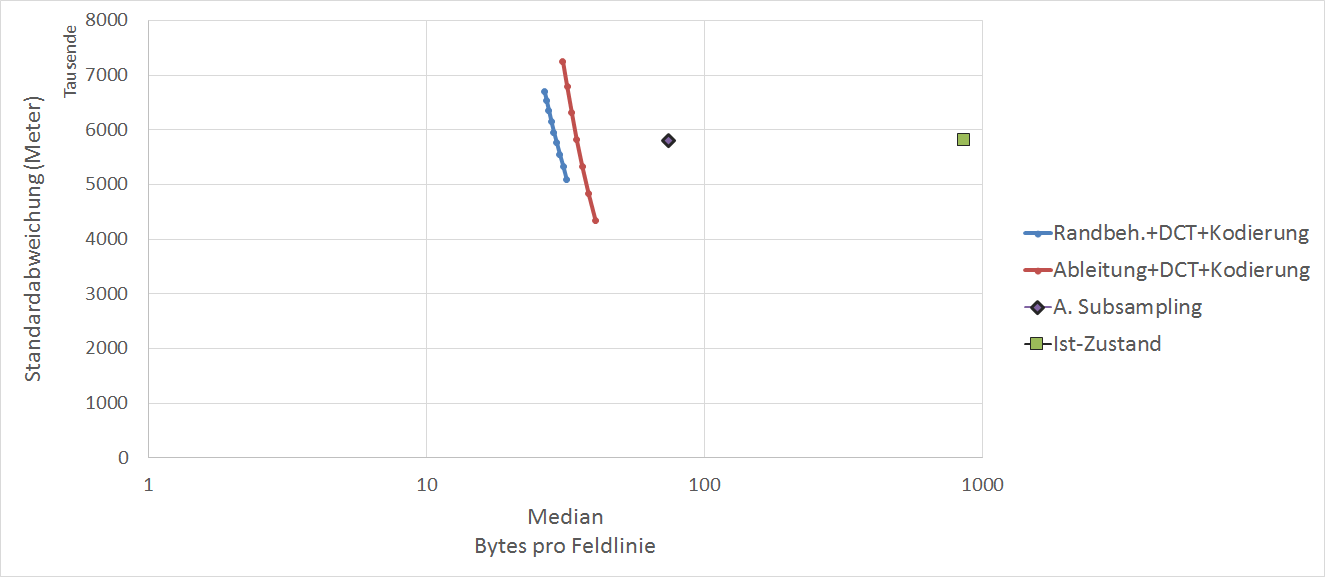 8000
7000
6000
5000
4000
3000
2000
1000
0
Tausende
Standardabweichung (Meter)
1
10
100
1000
Median
Bytes pro Feldlinie
Randbeh.+DCT+Kodierung
Ableitung+DCT+Kodierung
A. Subsampling
Ist-Zustand